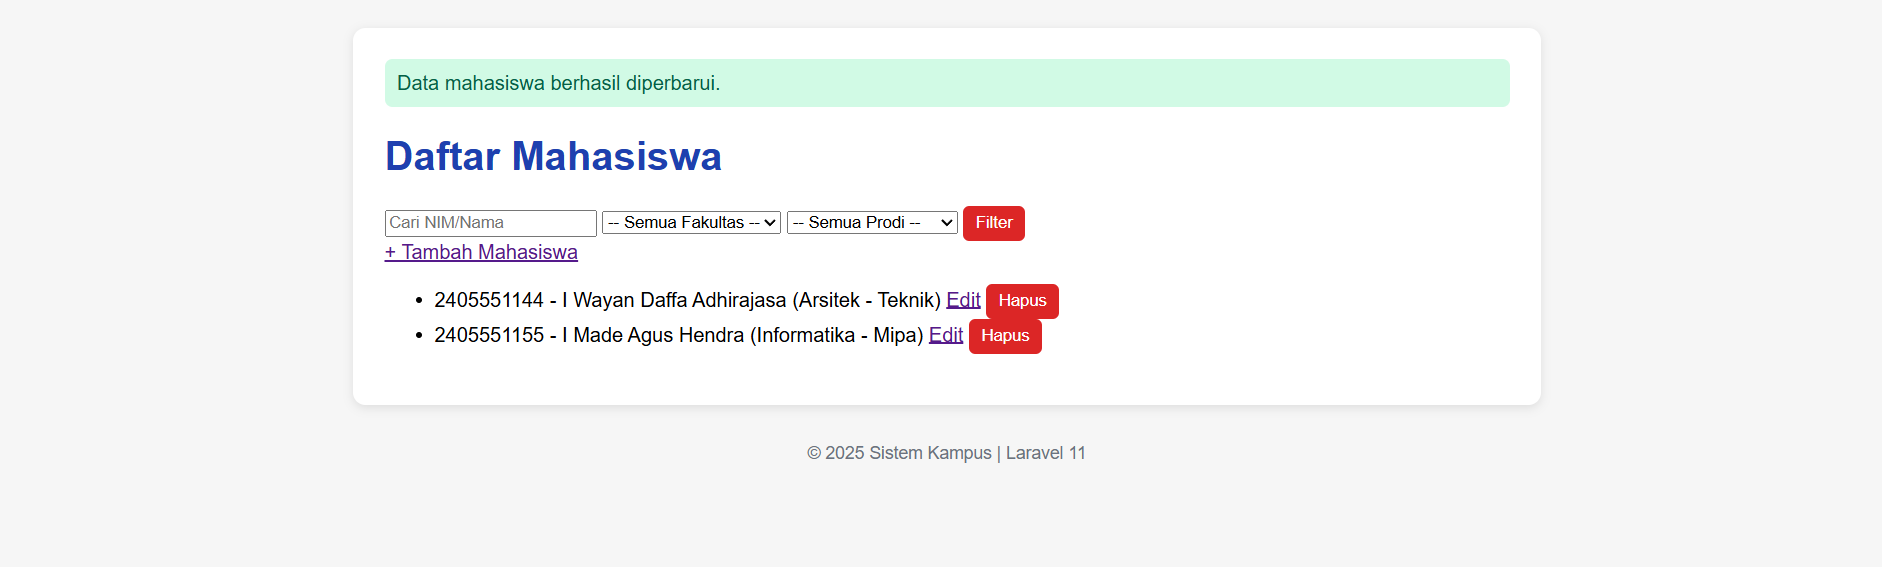 Data mahasiswa berhasil diperbarui.
Daftar Mahasiswa
Cari NIM/Nama -- Semua Fakultas -- -- Semua Prodi -- Filter
+ Tambah Mahasiswa
• 2405551144 - I Wayan Daffa Adhirajasa (Arsitek - Teknik) Edit Hapus
• 2405551155 - I Made Agus Hendra (Informatika - Mipa) Edit Hapus
© 2025 Sistem Kampus | Laravel 11